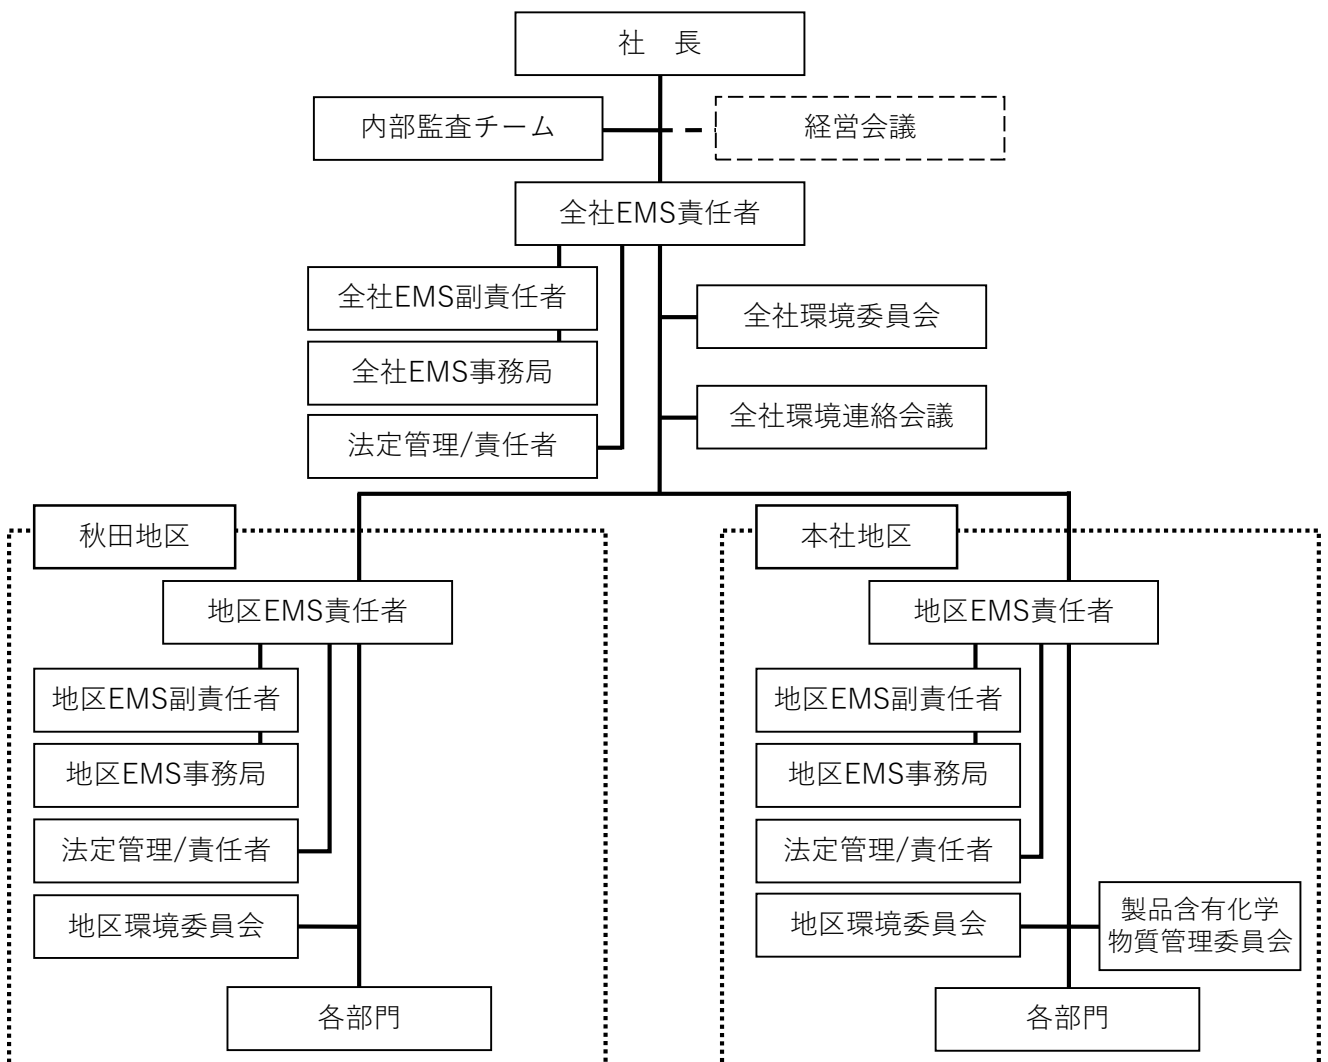 社　長
内部監査チーム
経営会議
全社EMS責任者
全社EMS副責任者
全社環境委員会
全社EMS事務局
全社環境連絡会議
法定管理/責任者
秋田地区
地区EMS責任者
地区EMS副責任者
地区EMS事務局
法定管理/責任者
地区環境委員会
各部門
本社地区
地区EMS責任者
地区EMS副責任者
地区EMS事務局
法定管理/責任者
地区環境委員会
製品含有化学
物質管理委員会
各部門